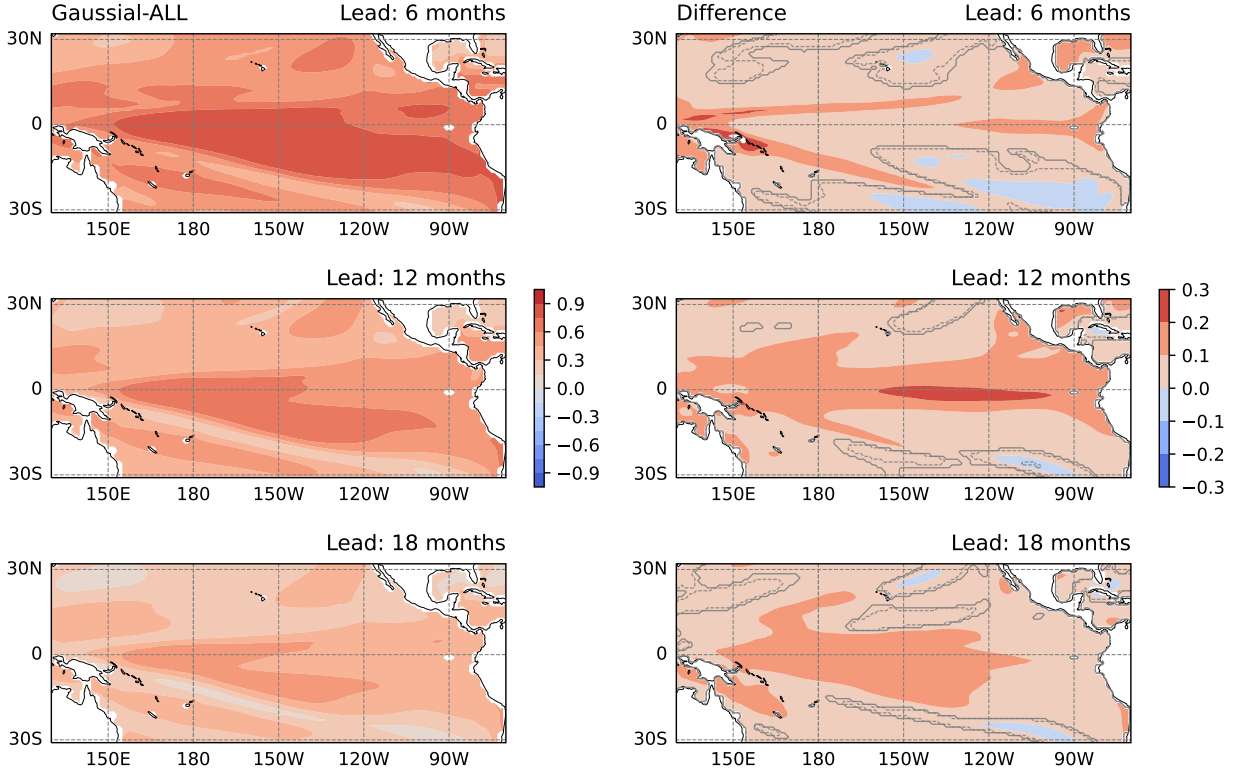 Gaussial-ALL
Lead: 6 months
Difference
Lead: 6 months
30N
0
30S
150E 180 150W 120W 90W
30N
0
30S
150E 180 150W 120W 90W
Lead: 12 months
30N
0
30S
150E 180 150W 120W 90W
0.9
0.6
0.3
0.0
−0.3
−0.6
−0.9
Lead: 12 months
30N
0
30S
150E 180 150W 120W 90W
0.3
0.2
0.1
0.0
−0.1
−0.2
−0.3
Lead: 18 months
30N
0
30S
150E 180 150W 120W 90W
Lead: 18 months
30N
0
30S
150E 180 150W 120W 90W